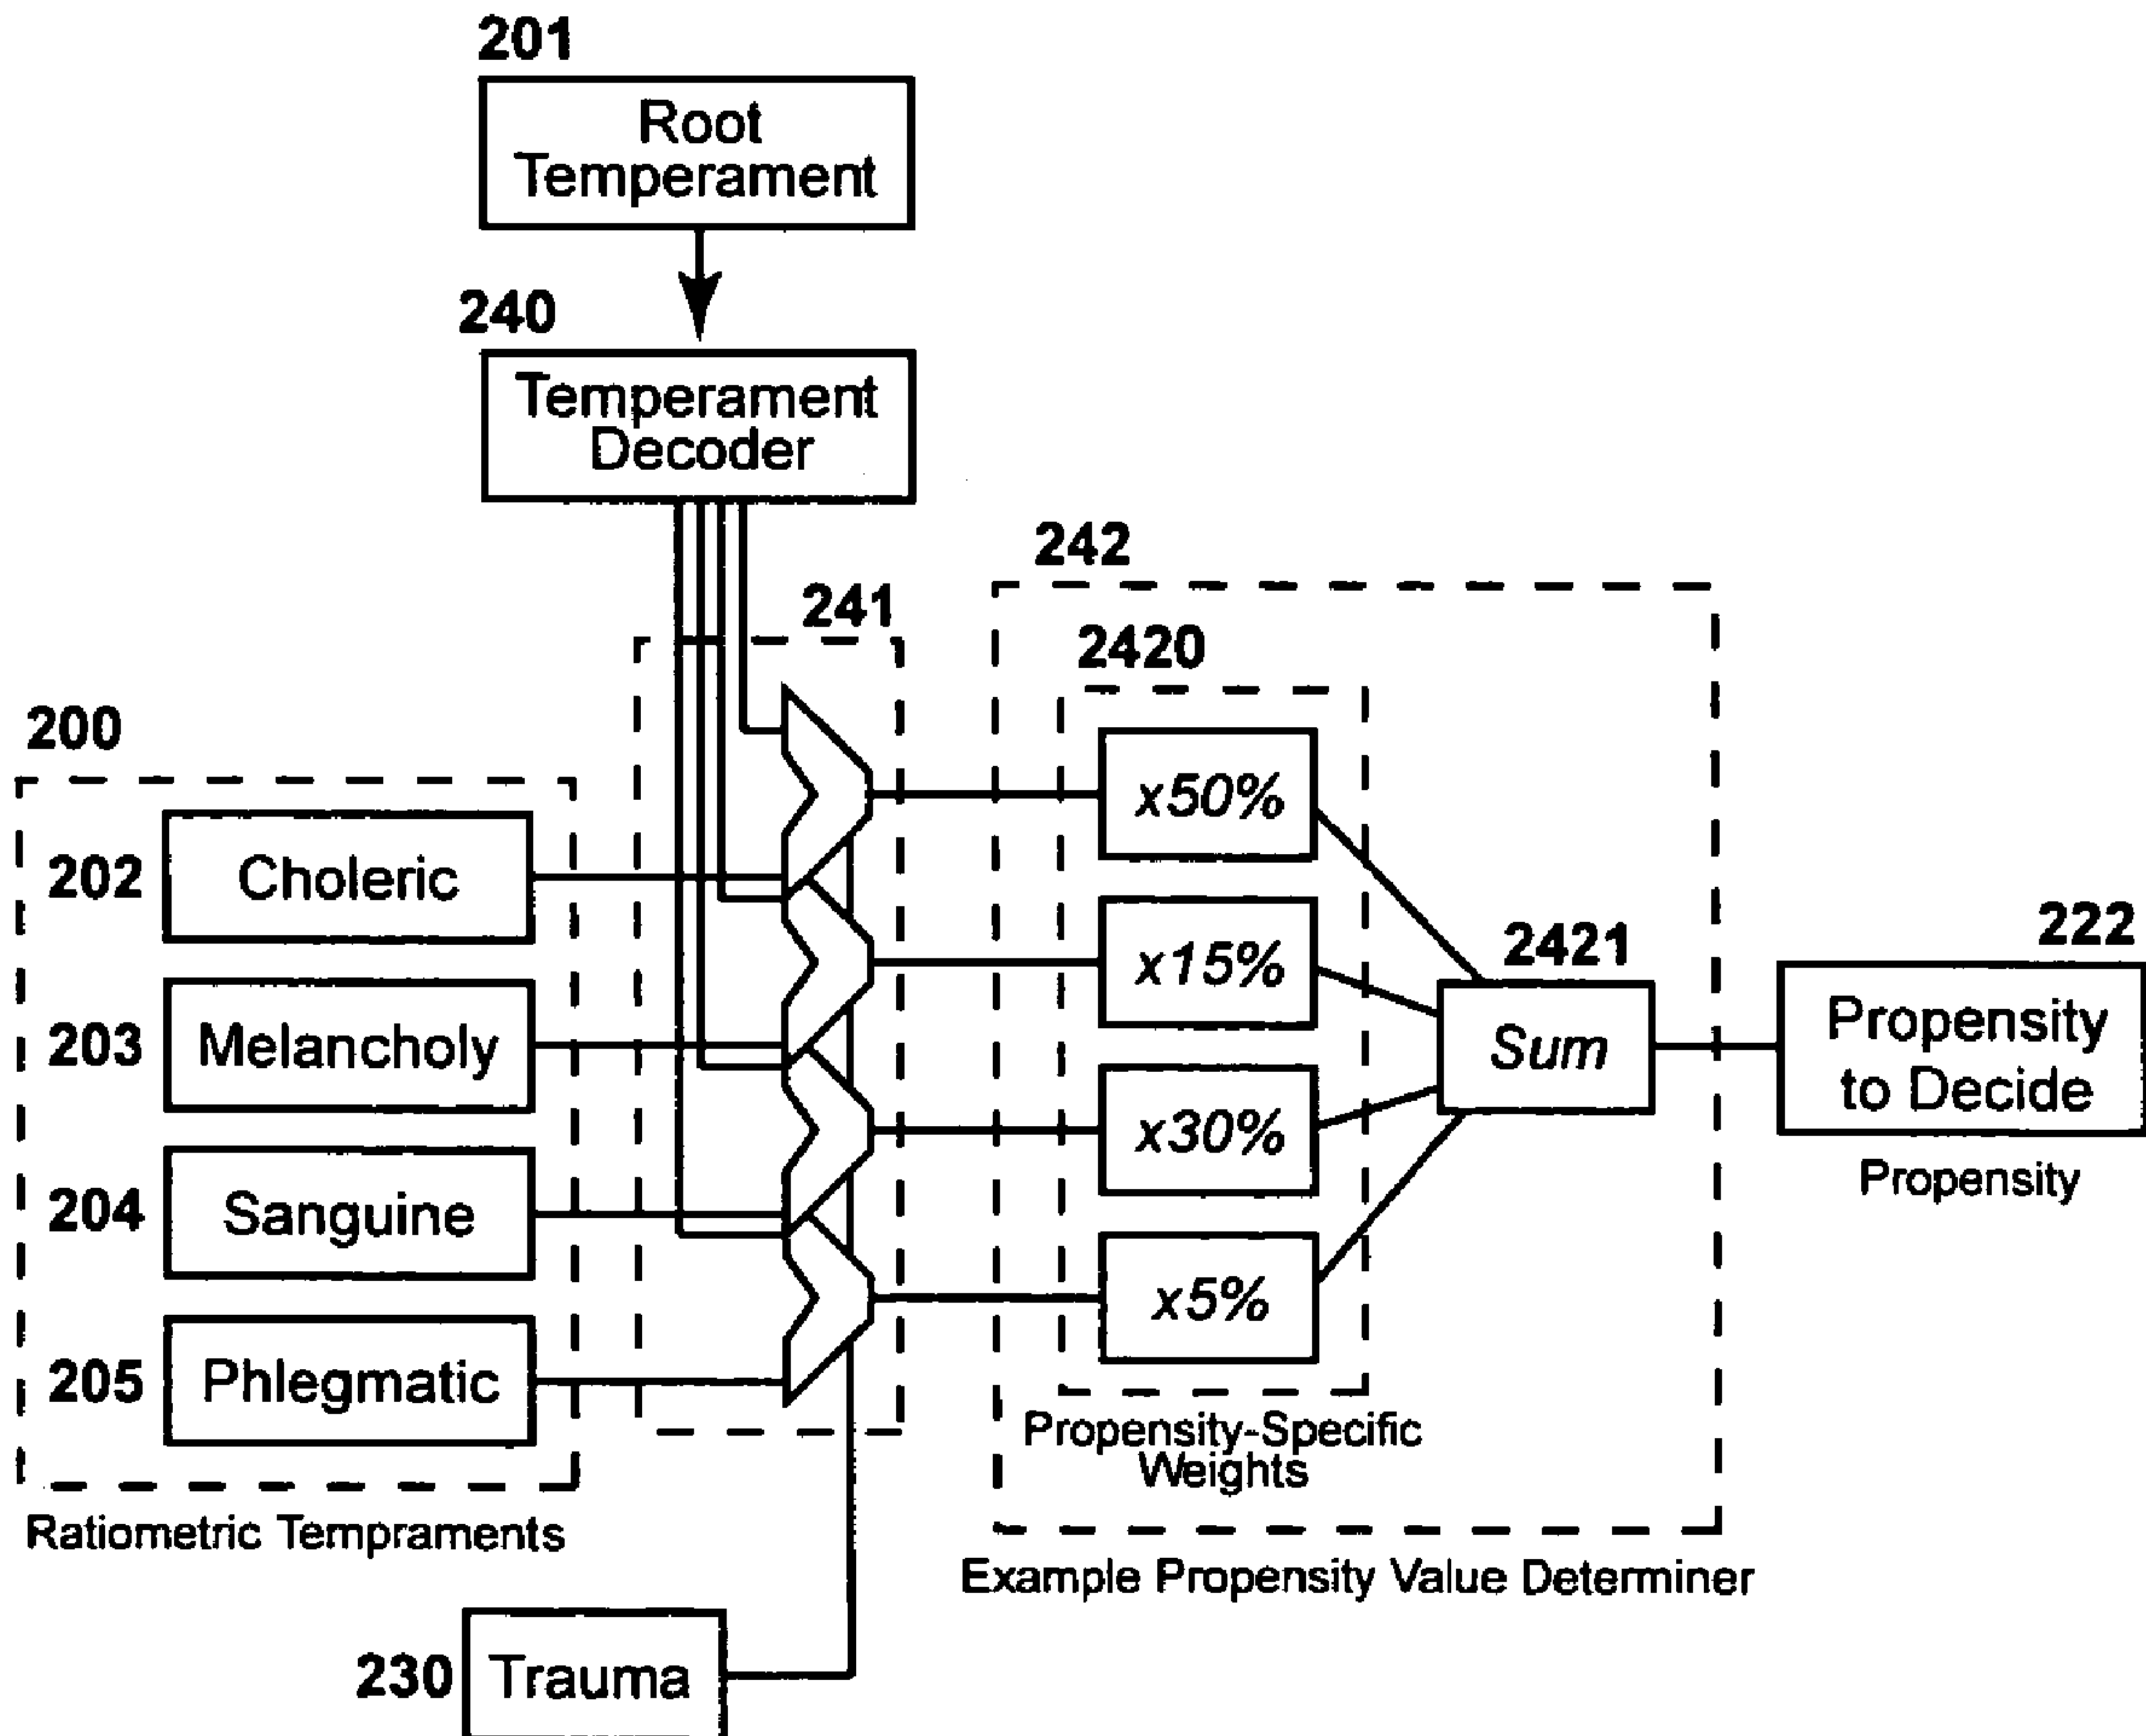 201
Root
Temperament
240
Temperament
Decoder
242
241
2420
200
x50%
202
Choleric
x15%
2421
222
203
Melancholy
Sum
Propensity
to Decide
x30%
Propensity
204
Sanguine
x5%
205
Phlegmatic
Propensity-Specific
Weights
Ratiometric Tempraments
Example Propensity Value Determiner
230
Trauma